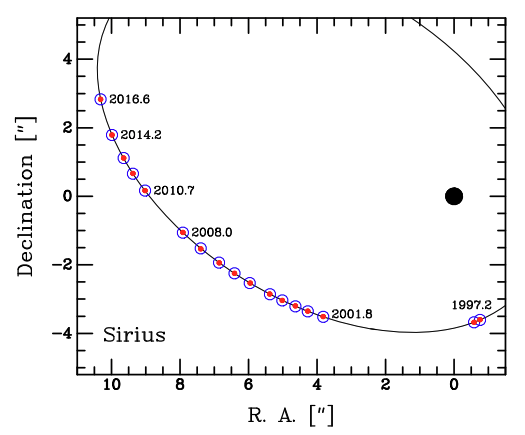 4
2
0
−2
−4
Declination ["]
2016.6
2014.2
2010.7
2008.0
1997.2
2001.8
Sirius
10 8 6 4 2 0
R. A. ["]